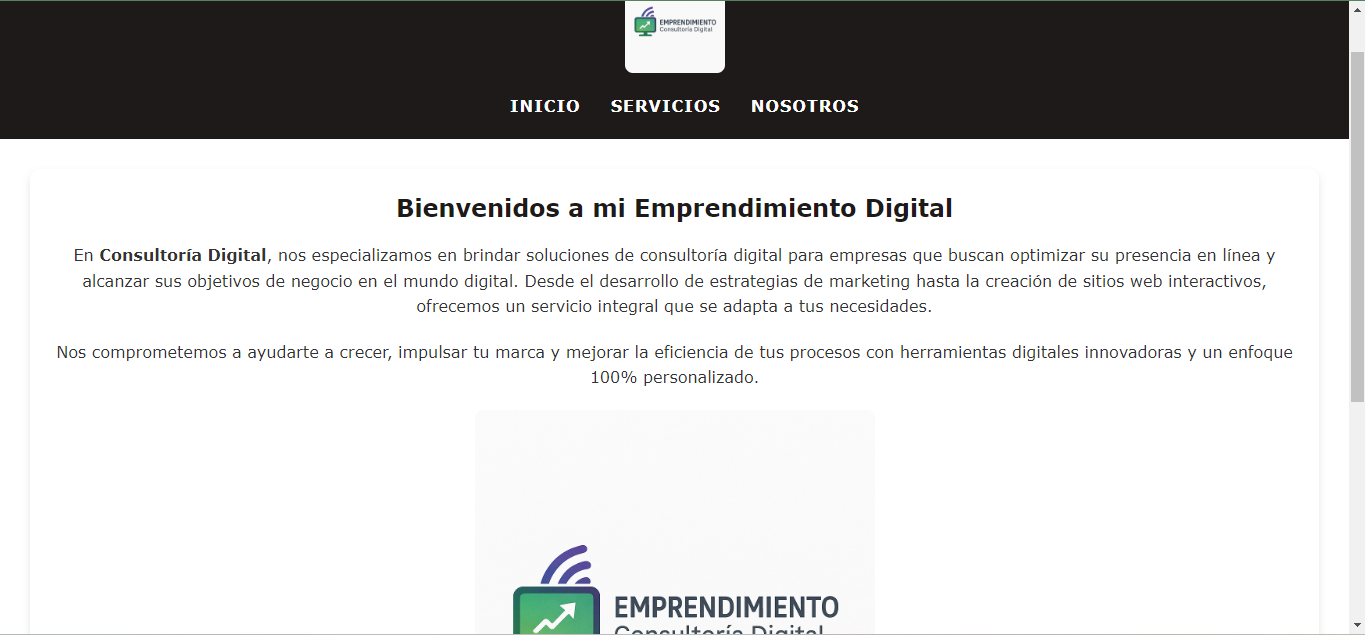 EMPRENDIMIENTO
Consultoría Digital
INICIO SERVICIOS NOSOTROS
Bienvenidos a mi Emprendimiento Digital
En Consultoría Digital, nos especializamos en brindar soluciones de consultoría digital para empresas que buscan optimizar su presencia en línea y
alcanzar sus objetivos de negocio en el mundo digital. Desde el desarrollo de estrategias de marketing hasta la creación de sitios web interactivos,
ofrecemos un servicio integral que se adapta a tus necesidades.
Nos comprometemos a ayudarte a crecer, impulsar tu marca y mejorar la eficiencia de tus procesos con herramientas digitales innovadoras y un enfoque
100% personalizado.
EMPRENDIMIENTO
Consultoría Digital